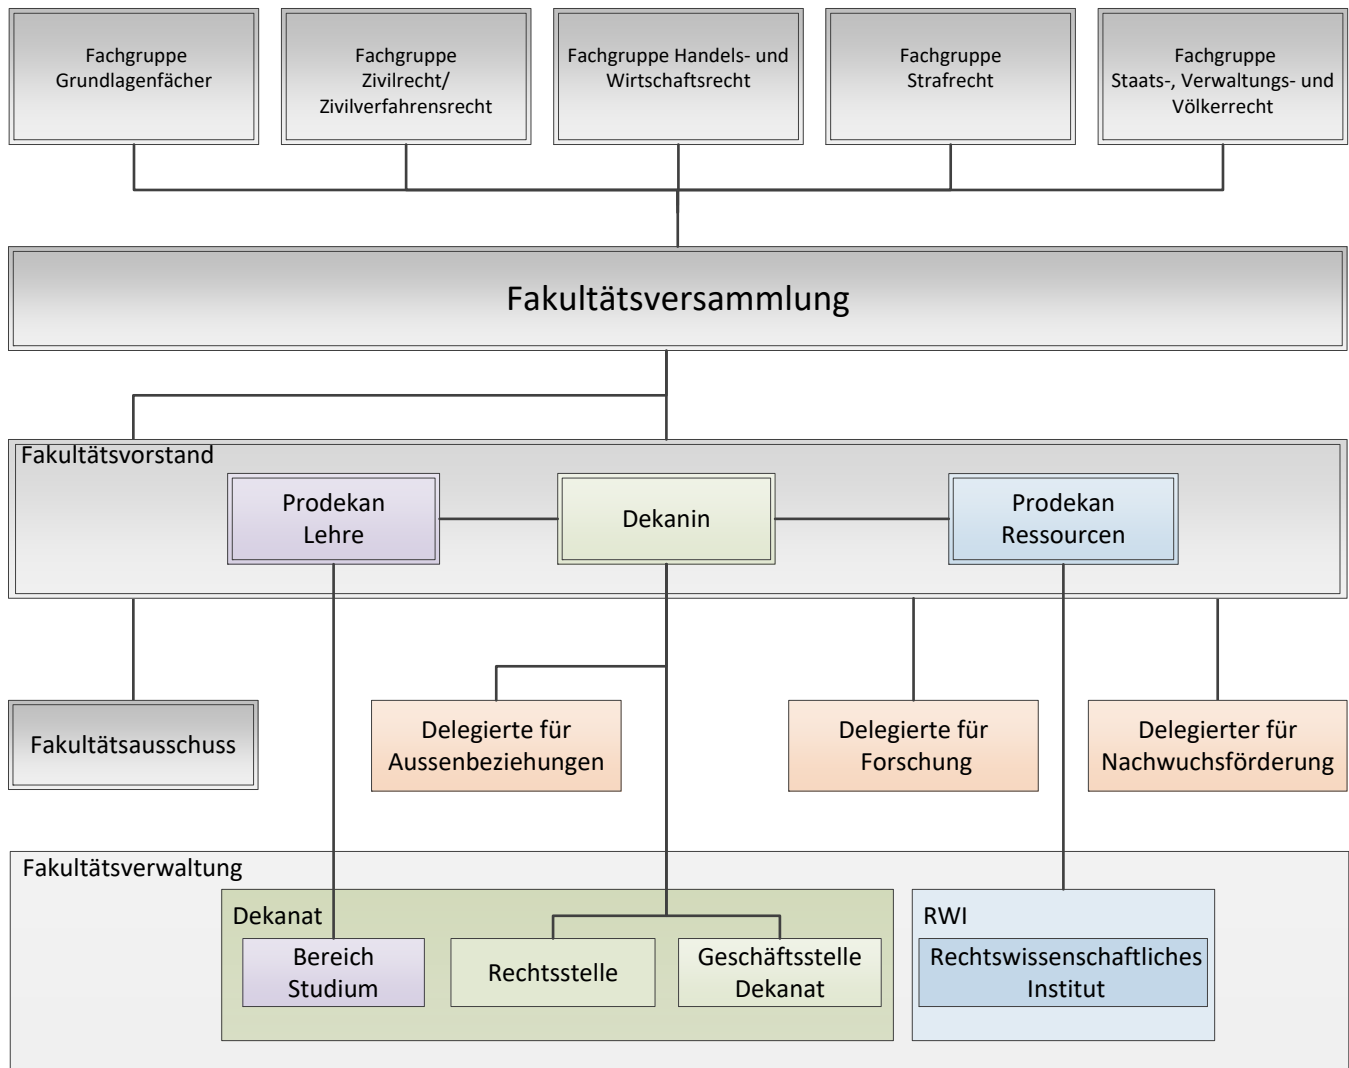 Fachgruppe
Grundlagenfächer
Fachgruppe
Zivilrecht/
Zivilverfahrensrecht
Fachgruppe Handels- und
Wirtschaftsrecht
Fachgruppe
Strafrecht
Fachgruppe
Staats-, Verwaltungs- und
Völkerrecht
Fakultätsversammlung
Fakultätsvorstand
Prodekan
Lehre
Dekanin
Prodekan
Ressourcen
Fakultätsausschuss
Delegierte für
Aussenbeziehungen
Delegierte für
Forschung
Delegierter für
Nachwuchsförderung
Fakultätsverwaltung
Dekanat
Bereich
Studium
Rechtsstelle
Geschäftsstelle
Dekanat
RWI
Rechtswissenschaftliches
Institut